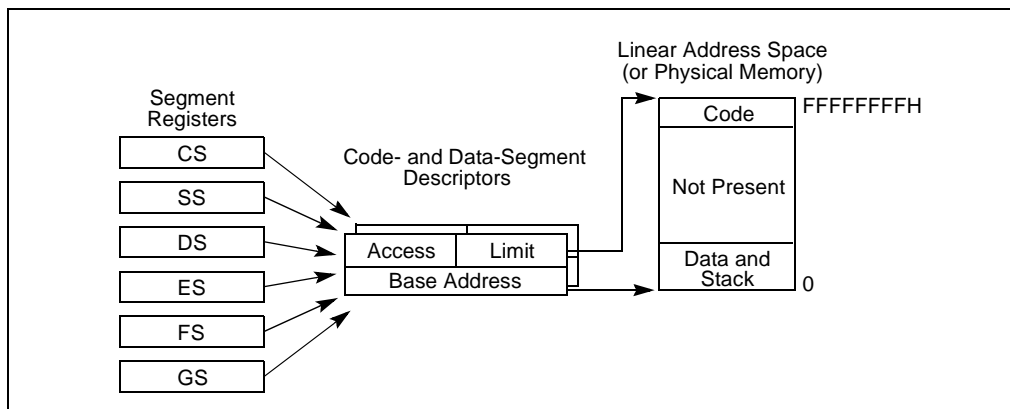 Segment
Registers
CS
SS
DS
ES
FS
GS
Code- and Data-Segment
Descriptors
Access
Limit
Base Address
Linear Address Space
(or Physical Memory)
Code
FFFFFFFFH
Not Present
Data and
Stack
0